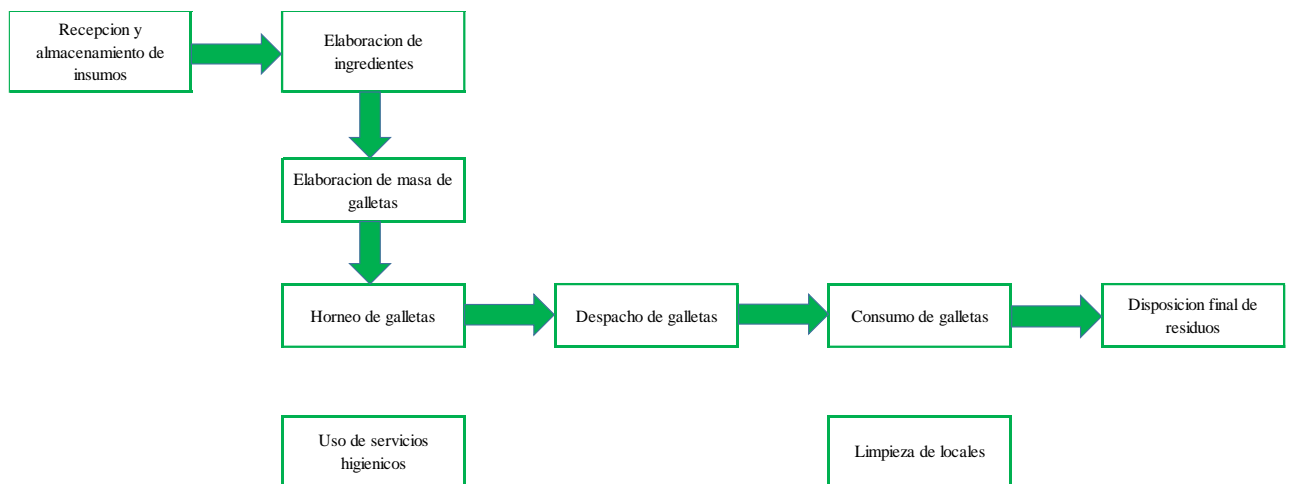 Recepcion y
almacenamiento de
insumos
Elaboracion de
ingredientes
Elaboracion de masa de
galletas
Horneo de galletas
Despacho de galletas
Consumo de galletas
Disposicion final de
residuos
Uso de servicios
higienicos
Limpieza de locales